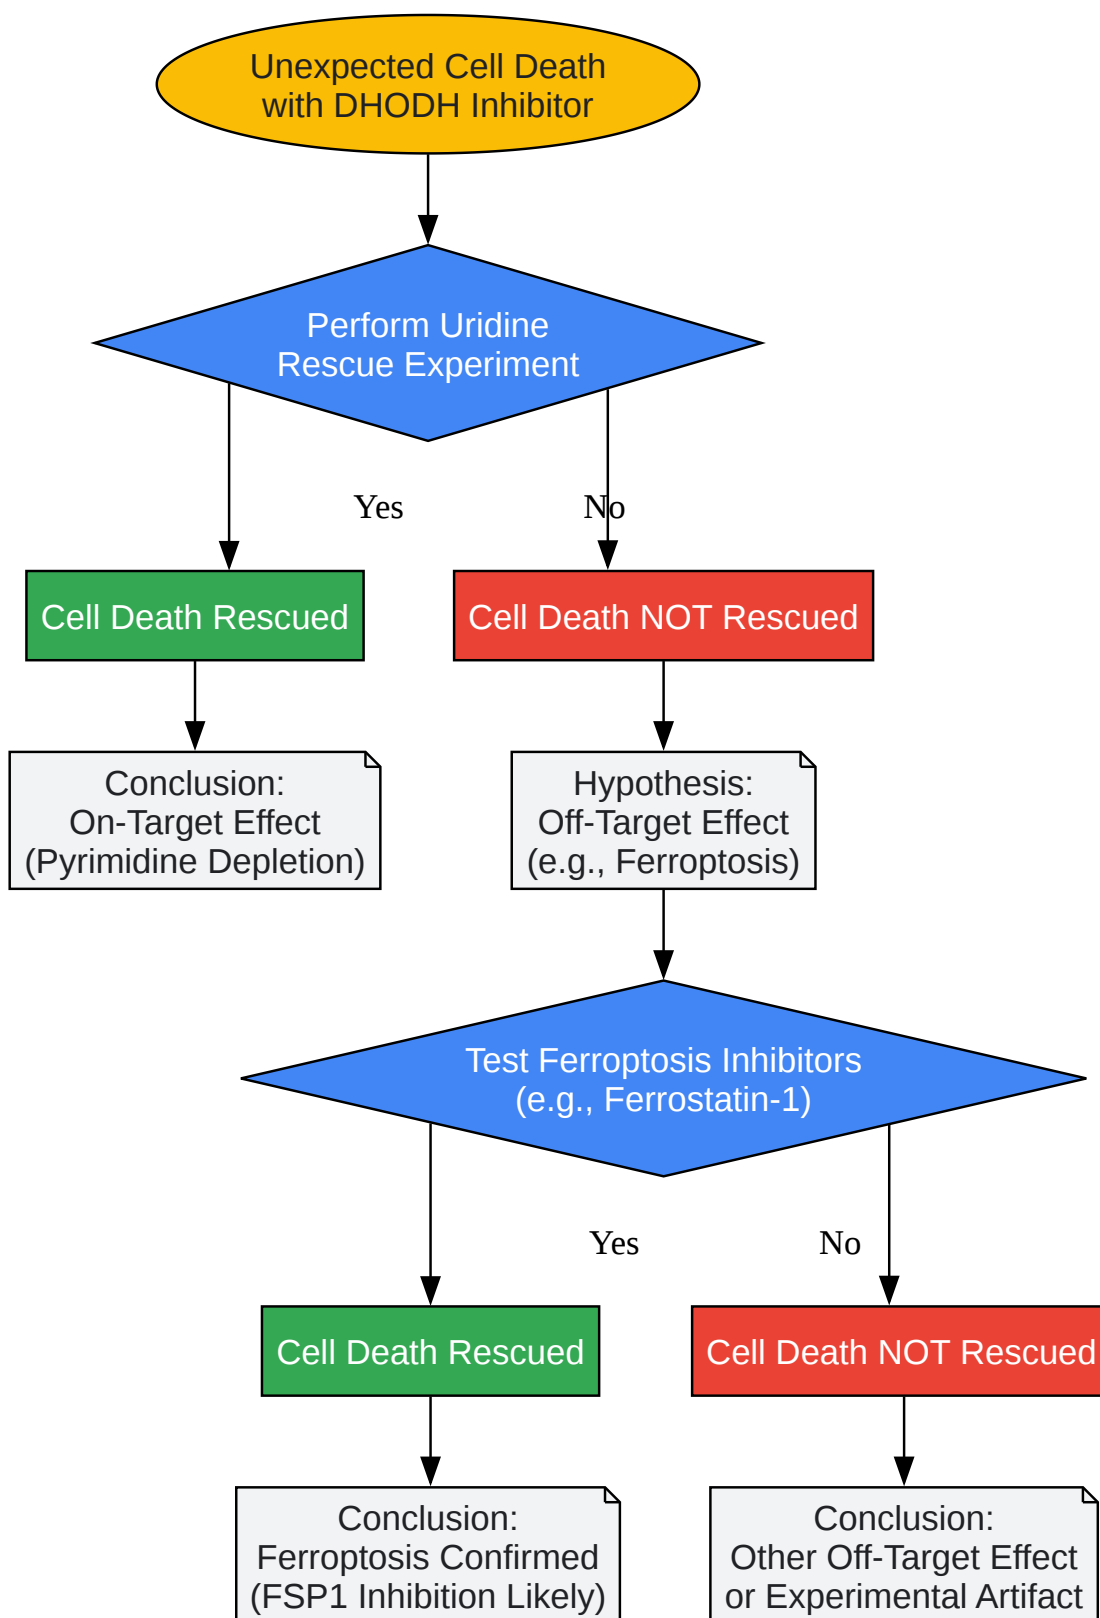 Unexpected Cell Death
with DHODH Inhibitor
Perform Uridine
Rescue Experiment
Yes
No
Cell Death Rescued
Cell Death NOT Rescued
Conclusion:
On-Target Effect
(Pyrimidine Depletion)
Hypothesis:
Off-Target Effect
(e.g., Ferroptosis)
Test Ferroptosis Inhibitors
(e.g., Ferrostatin-1)
Yes
No
Cell Death Rescued
Cell Death NOT Rescued
Conclusion:
Ferroptosis Confirmed
(FSP1 Inhibition Likely)
Conclusion:
Other Off-Target Effect
or Experimental Artifact